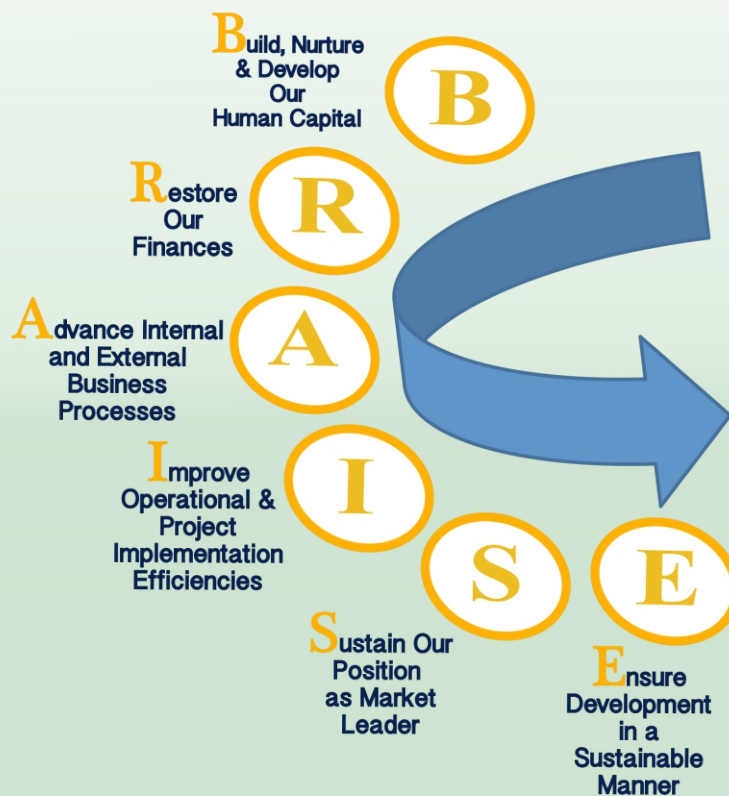 B
Build, Nurture
& Develop
Our
Human Capital
R
Restore
Our
Finances
A
Advance Internal
and External
Business
Processes
I
Improve
Operational &
Project
Implementation
Efficiencies
S
Sustain Our
Position
as Market
Leader
E
Ensure
Development
in a
Sustainable
Manner